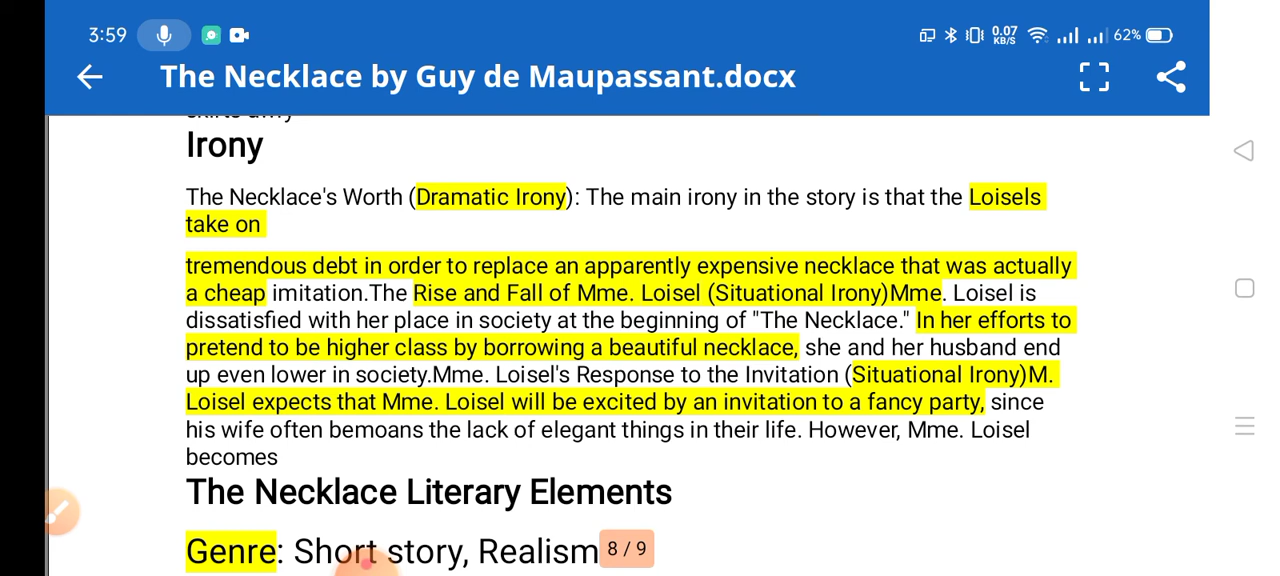 3:59
0.07 KB/S
62%
The Necklace by Guy de Maupassant.docx
Irony
The Necklace's Worth (Dramatic Irony): The main irony in the story is that the Loisels
take on
tremendous debt in order to replace an apparently expensive necklace that was actually
a cheap imitation.The Rise and Fall of Mme. Loisel (Situational Irony)Mme. Loisel is
dissatisfied with her place in society at the beginning of "The Necklace." In her efforts to
pretend to be higher class by borrowing a beautiful necklace, she and her husband end
up even lower in society.Mme. Loisel's Response to the Invitation (Situational Irony)M.
Loisel expects that Mme. Loisel will be excited by an invitation to a fancy party, since
his wife often bemoans the lack of elegant things in their life. However, Mme. Loisel
becomes
The Necklace Literary Elements
Genre: Short story, Realism
8 / 9